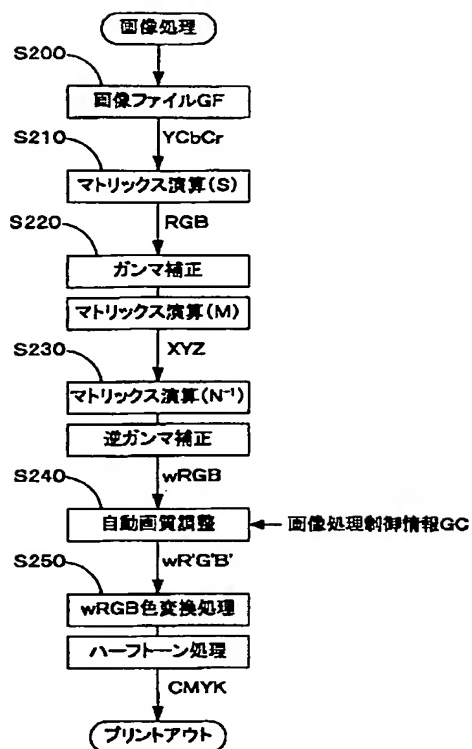 画像処理
S200
画像ファイルGF
YCbCr
S210
マトリックス演算(S)
RGB
S220
ガンマ補正
マトリックス演算(M)
XYZ
S230
マトリックス演算(N⁻¹)
逆ガンマ補正
wRGB
S240
自動画質調整
画像処理制御情報GC
wR'G'B'
S250
wRGB色変換処理
ハーフトーン処理
CMYK
プリントアウト